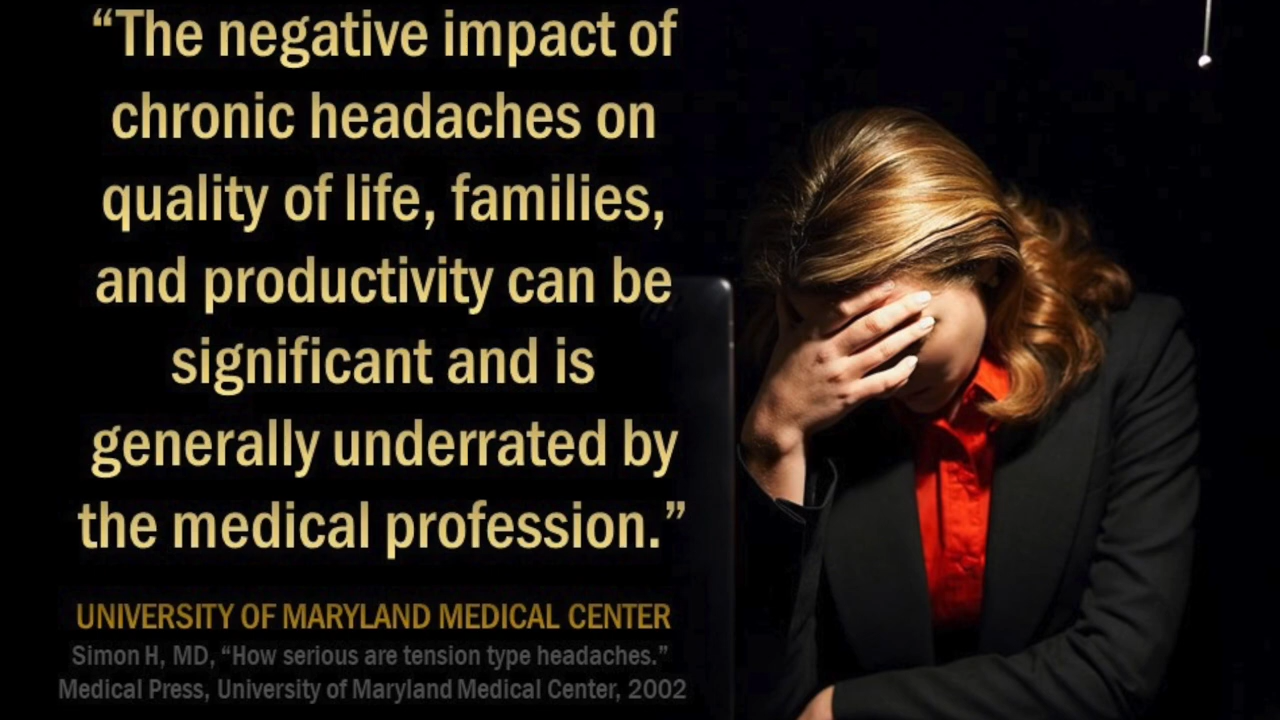 “The negative impact of
chronic headaches on
quality of life, families,
and productivity can be
significant and is
generally underrated by
the medical profession.”
UNIVERSITY OF MARYLAND MEDICAL CENTER
Simon H, MD, “How serious are tension type headaches.”
Medical Press, University of Maryland Medical Center, 2002